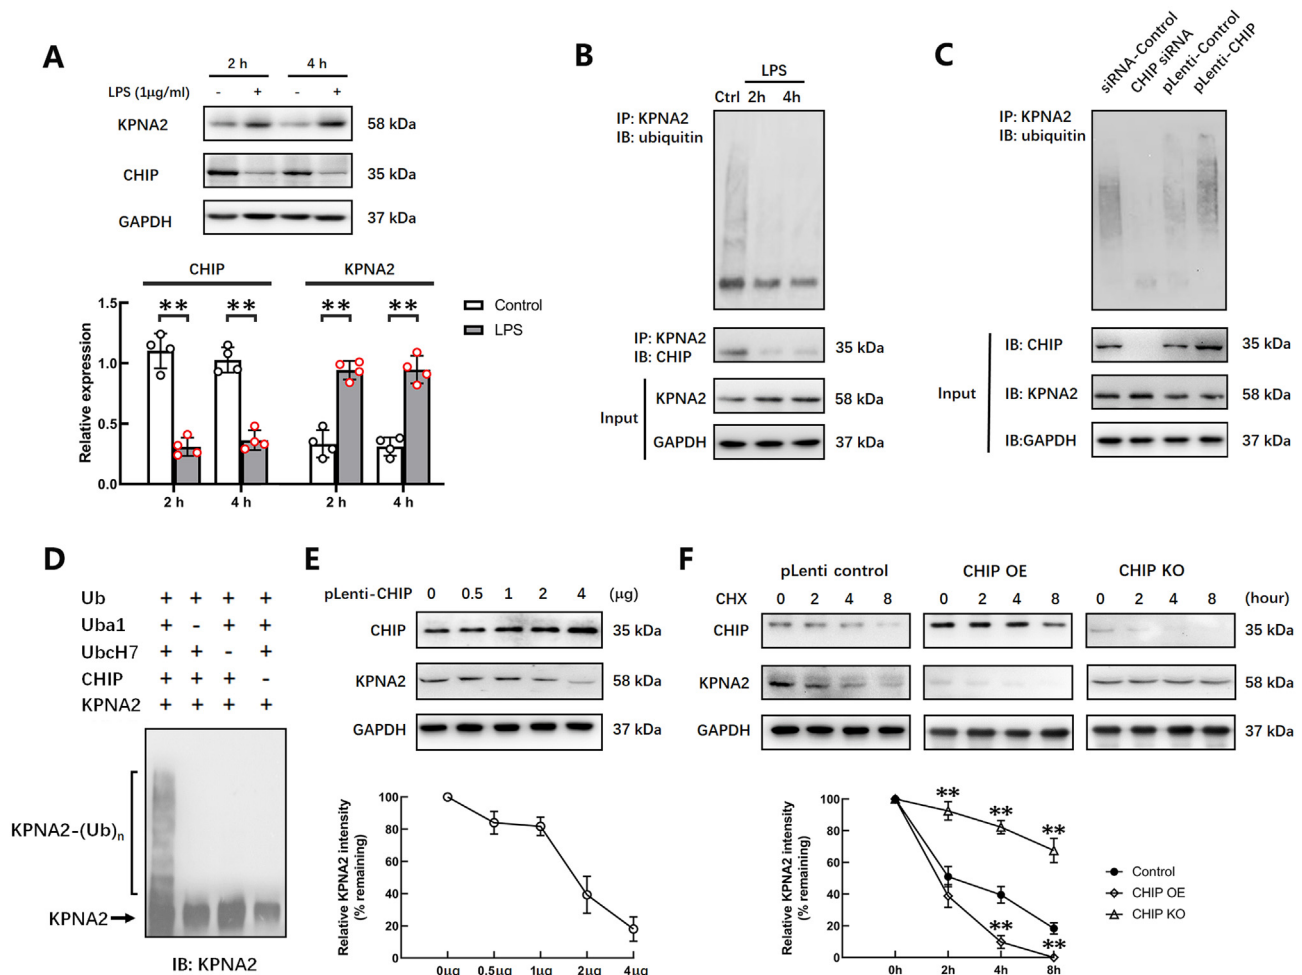 A
2 h 4 h
LPS (1μg/ml) - + - +
KPNA2 58 kDa
CHIP 35 kDa
GAPDH 37 kDa
CHIP KPNA2
** ** ** **
Control
LPS
Relative expression
1.5
1.0
0.5
0.0
2 h 4 h 2 h 4 h
B
LPS
Ctrl 2h 4h
IP: KPNA2
IB: ubiquitin
IP: KPNA2
IB: CHIP 35 kDa
Input
KPNA2 58 kDa
GAPDH 37 kDa
C
siRNA-Control
CHIP siRNA
pLenti-Control
pLenti-CHIP
IP: KPNA2
IB: ubiquitin
Input
IB: CHIP 35 kDa
IB: KPNA2 58 kDa
IB:GAPDH 37 kDa
D
Ub + + + +
Uba1 + - + +
UbcH7 + + - +
CHIP + + + -
KPNA2 + + + +
KPNA2-(Ub)n
KPNA2
IB: KPNA2
E
pLenti-CHIP 0 0.5 1 2 4 (μg)
CHIP 35 kDa
KPNA2 58 kDa
GAPDH 37 kDa
Relative KPNA2 intensity
(% remaining)
100
80
60
40
20
0
0μg 0.5μg 1μg 2μg 4μg
F
pLenti control CHIP OE CHIP KO
CHX 0 2 4 8 0 2 4 8 0 2 4 8 (hour)
CHIP 35 kDa
KPNA2 58 kDa
GAPDH 37 kDa
Relative KPNA2 intensity
(% remaining)
100
80
60
40
20
0
** ** **
** **
Control
CHIP OE
CHIP KO
0h 2h 4h 8h